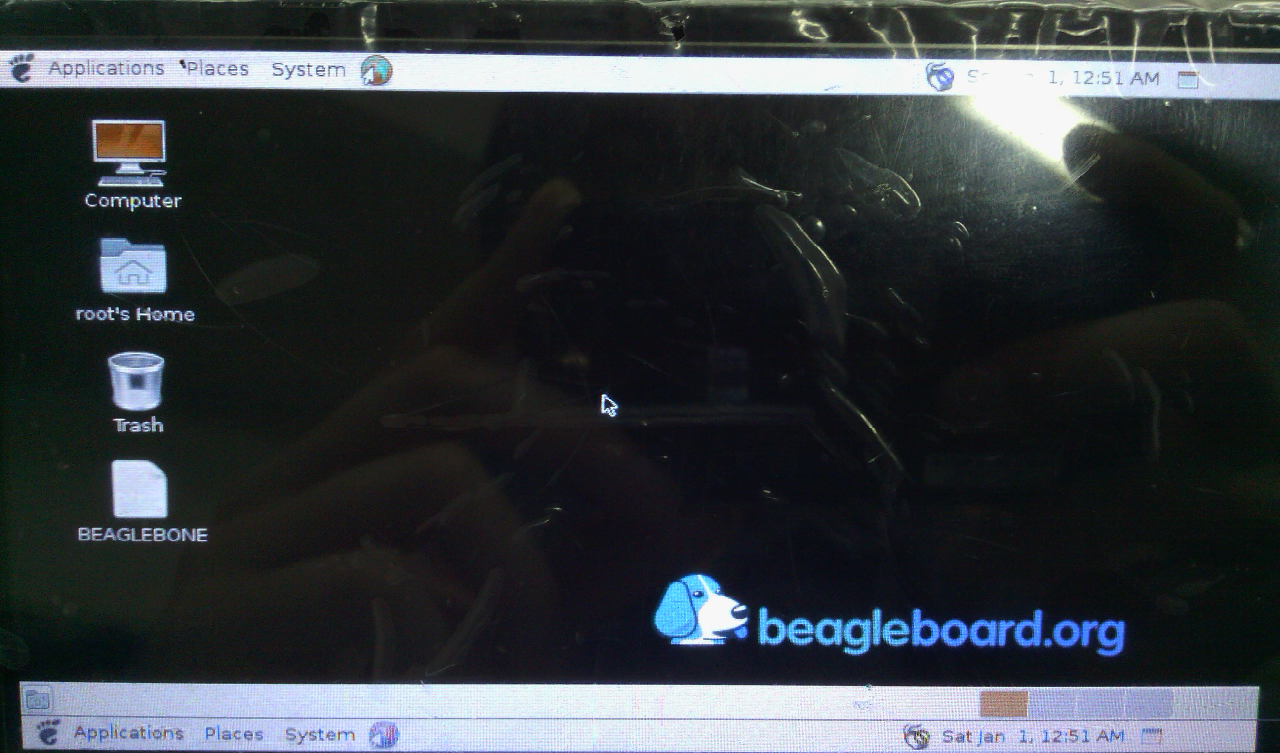 Applications Places System
1, 12:51 AM
Computer
root's Home
Trash
BEAGLEBONE
beagleboard.org
Applications Places System
Sat Jan 1, 12:51 AM